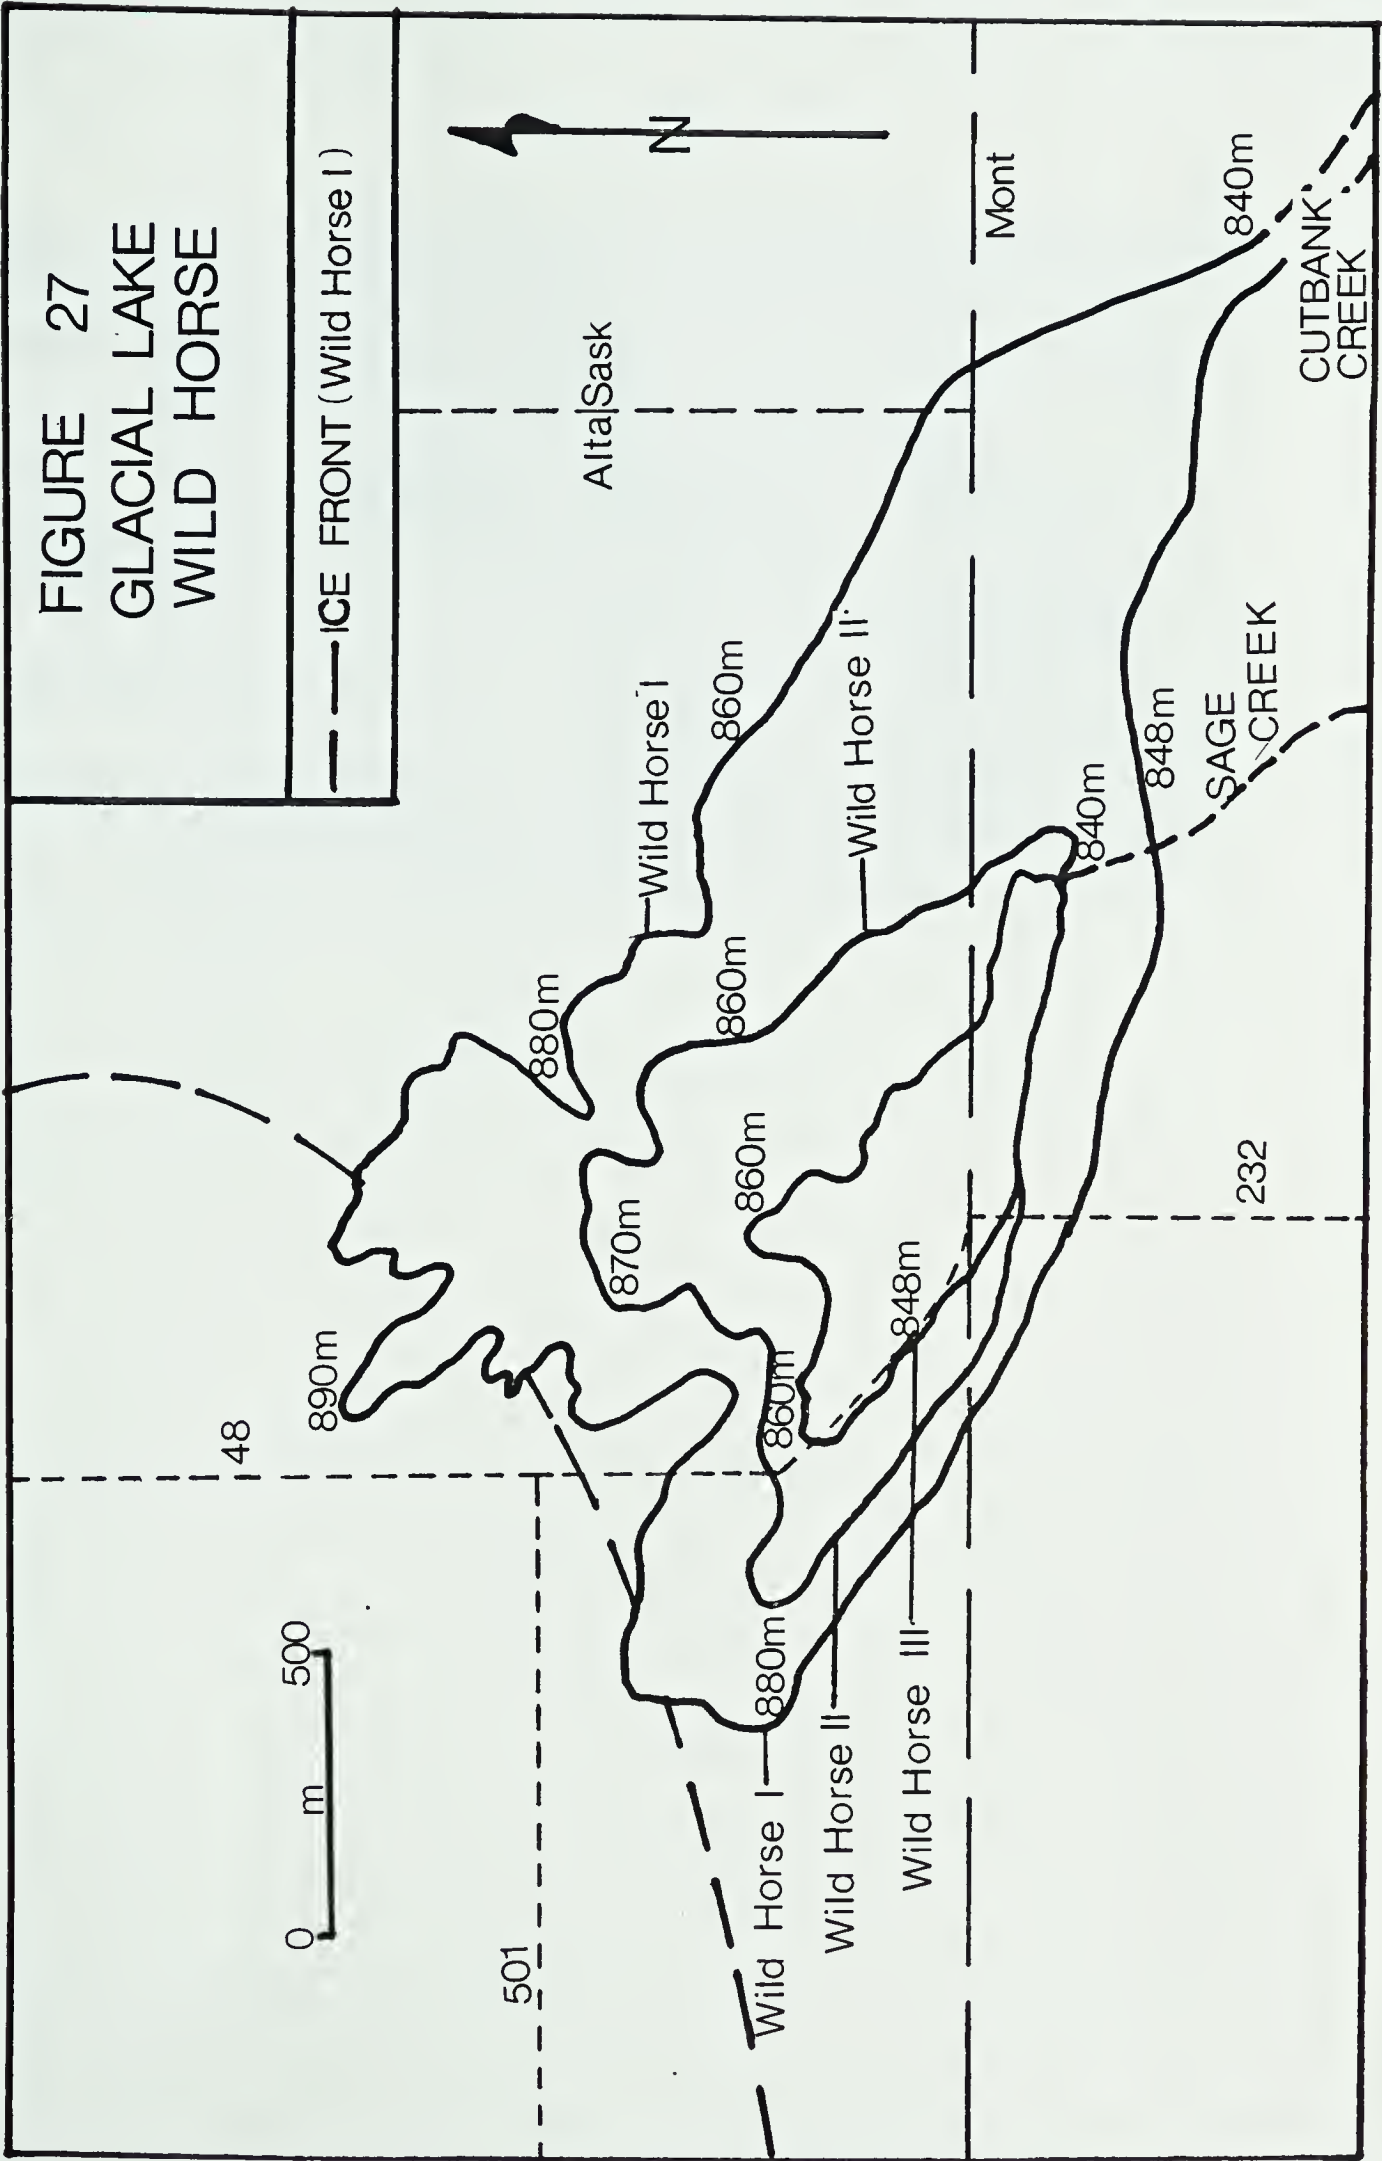 FIGURE 27
GLACIAL LAKE
WILD HORSE
ICE FRONT (Wild Horse I)
N
Alta Sask
Mont
48
501
232
0 500
m
890m
880m
870m
860m
860m
860m
860m
880m
848m
840m
848m
840m
Wild Horse I
Wild Horse II
Wild Horse I
Wild Horse II
Wild Horse III
SAGE
CREEK
CUTBANK
CREEK